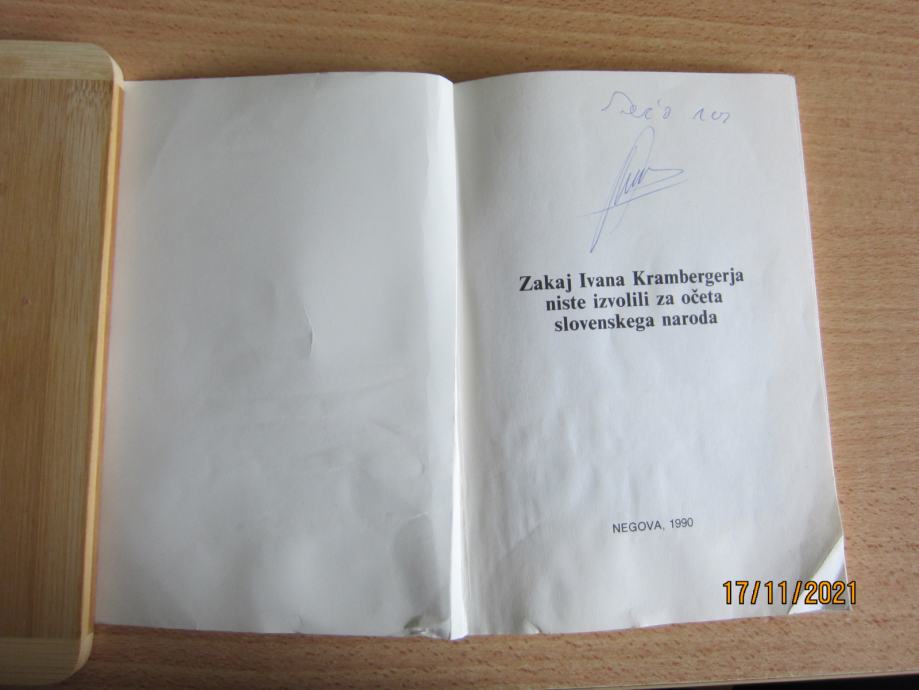 Zakaj Ivana Krambergerja
niste izvolili za očeta
slovenskega naroda
NEGOVA, 1990
17/11/2021